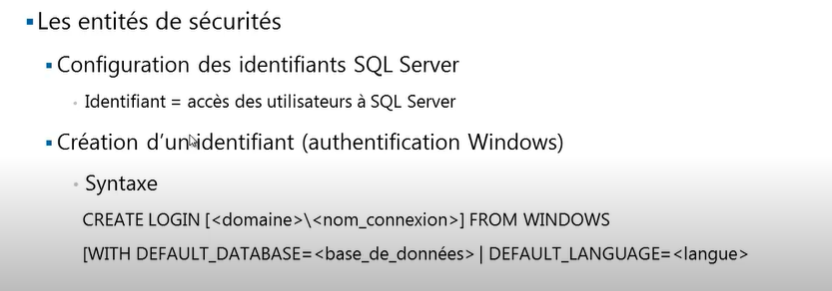 Les entités de sécurités
Configuration des identifiants SQL Server
Identifiant = accès des utilisateurs à SQL Server
Création d'un identifiant (authentification Windows)
Syntaxe
CREATE LOGIN [<domaine>\<nom_connexion>] FROM WINDOWS
[WITH DEFAULT_DATABASE=<base_de_données> | DEFAULT_LANGUAGE=<langue>